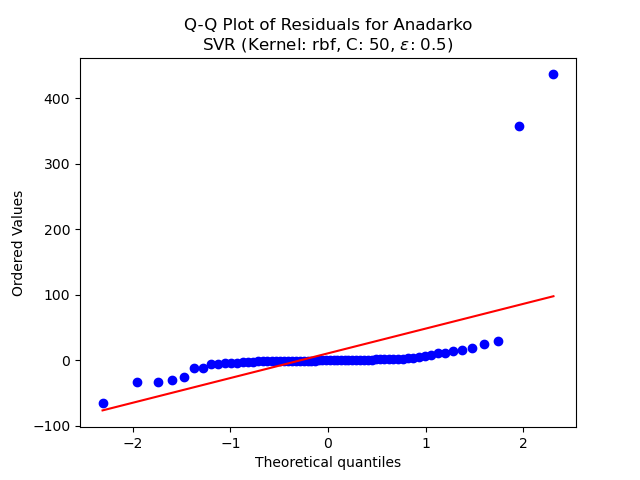 Q-Q Plot of Residuals for Anadarko
SVR (Kernel: rbf, C: 50, ε: 0.5)
Ordered Values
400
300
200
100
0
−100
−2
−1
0
1
2
Theoretical quantiles